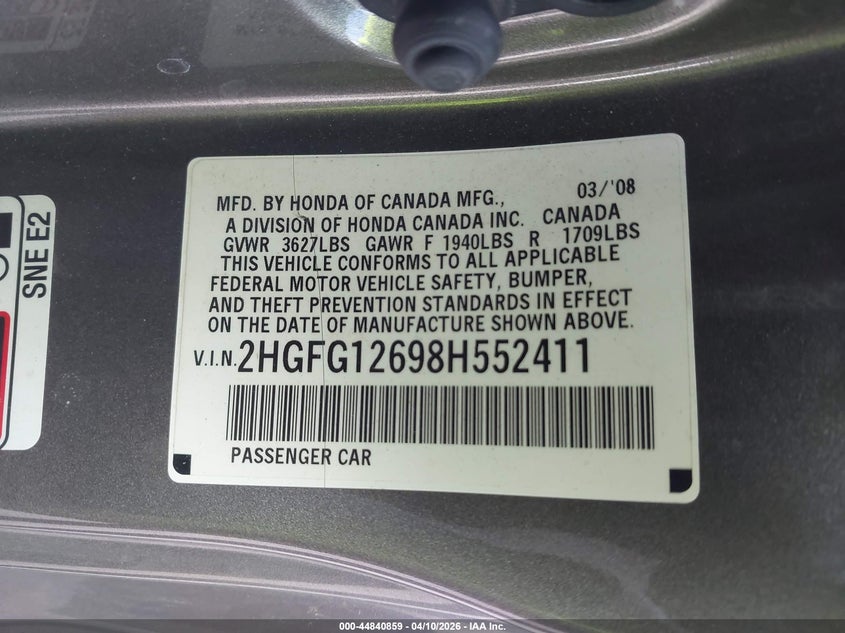 MFD. BY HONDA OF CANADA MFG., 03/'08
A DIVISION OF HONDA CANADA INC. CANADA
GVWR 3627LBS GAWR F 1940LBS R 1709LBS
THIS VEHICLE CONFORMS TO ALL APPLICABLE
FEDERAL MOTOR VEHICLE SAFETY, BUMPER,
AND THEFT PREVENTION STANDARDS IN EFFECT
ON THE DATE OF MANUFACTURE SHOWN ABOVE.
V.I.N. 2HGFG12698H552411
PASSENGER CAR
SNE E2
000-44840859 - 04/10/2026 - IAA Inc.